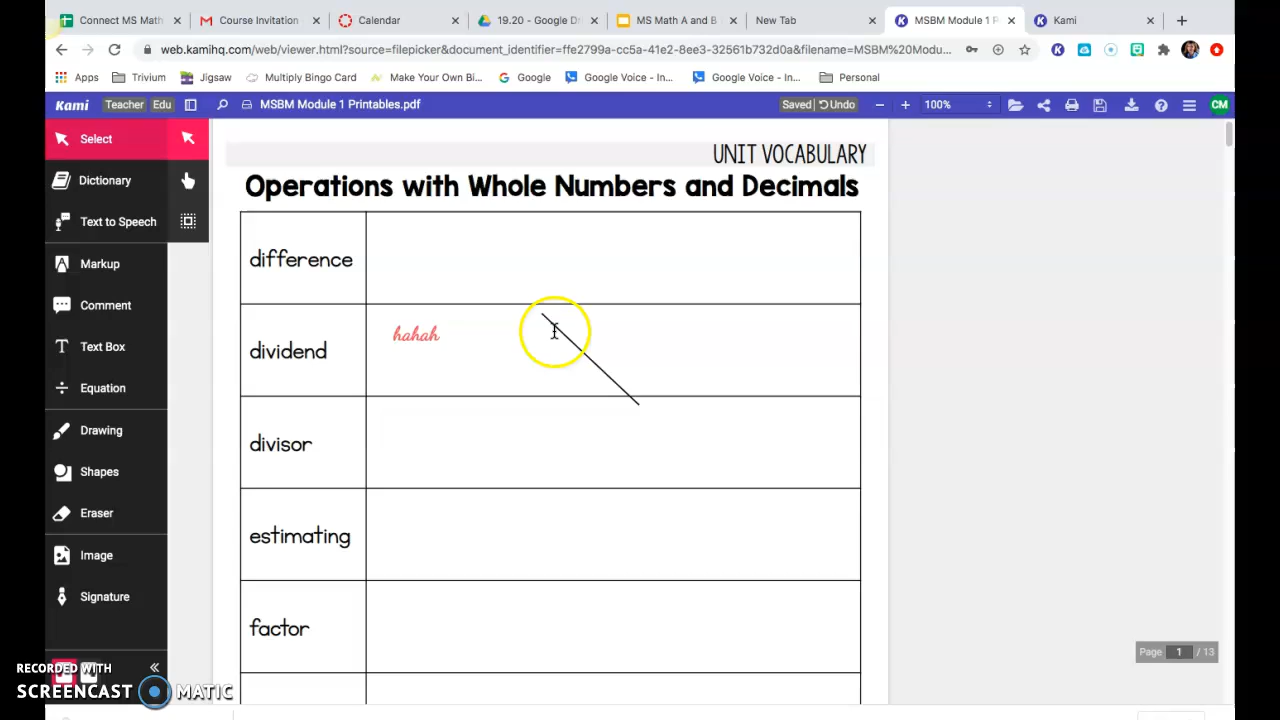 Connect MS Math
Course Invitation
Calendar
19.20 - Google D
MS Math A and B
New Tab
MSBM Module 1 P
Kami
web.kamihq.com/web/viewer.html?source=filepicker&document_identifier=ffe2799a-cc5a-41e2-8ee3-32561b732d0a&filename=MSBM%20Modu...
Apps
Trivium
Jigsaw
Multiply Bingo Card
Make Your Own Bi...
Google
Google Voice - In...
Google Voice - In...
Personal
Kami Teacher Edu MSBM Module 1 Printables.pdf Saved Undo 100% CM
Select
Dictionary
Text to Speech
Markup
Comment
Text Box
Equation
Drawing
Shapes
Eraser
Image
Signature
UNIT VOCABULARY
Operations with Whole Numbers and Decimals
difference
dividend hahah
divisor
estimating
factor
Page 1 / 13
RECORDED WITH
SCREENCAST MATIC